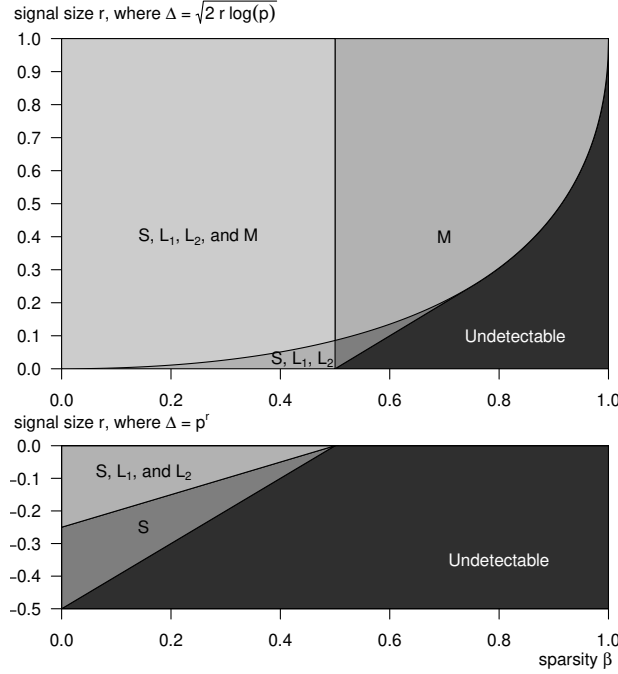 signal size r, where Δ = √2 r log(p)
1.0
0.9
0.8
0.7
0.6
0.5
0.4
0.3
0.2
0.1
0.0
S, L₁, L₂, and M
M
S, L₁, L₂
Undetectable
0.0 0.2 0.4 0.6 0.8 1.0
signal size r, where Δ = pʳ
0.0
−0.1
−0.2
−0.3
−0.4
−0.5
S, L₁, and L₂
S
Undetectable
0.0 0.2 0.4 0.6 0.8 1.0
sparsity β